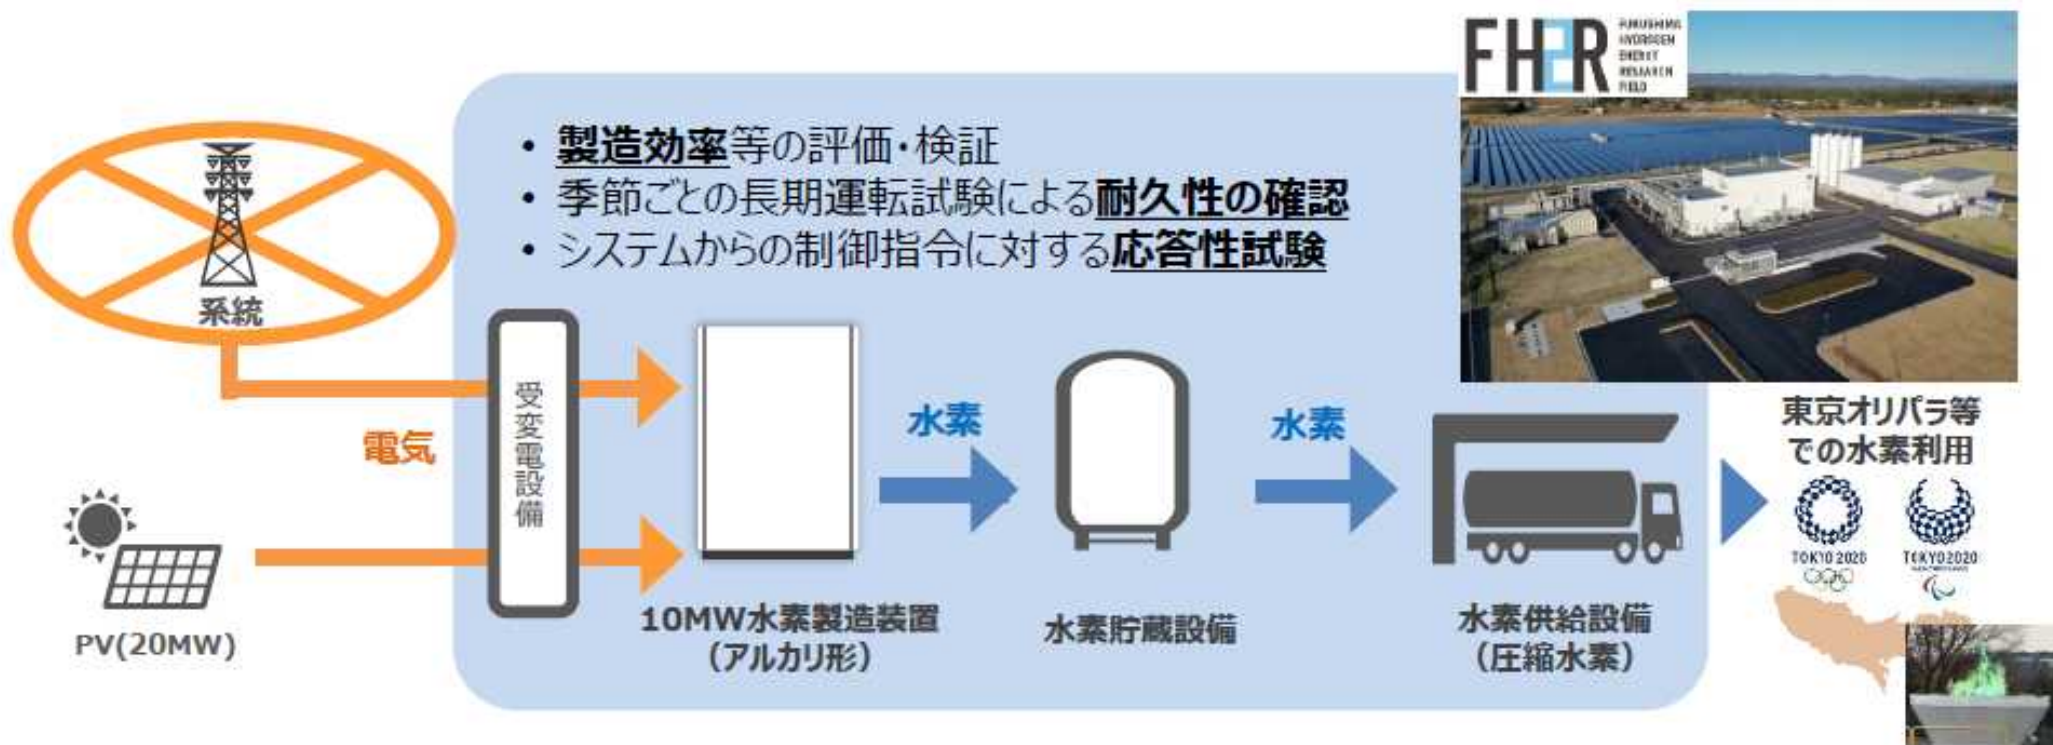 FH2R
FUKUSHIMA
HYDROGEN
ENERGY
RESEARCH
FIELD
• 製造効率等の評価・検証
• 季節ごとの長期運転試験による耐久性の確認
• システムからの制御指令に対する応答性試験
系統
電気
受変電設備
水素
水素
東京オリパラ等
での水素利用
TOKYO 2020
TOKYO 2020
PV(20MW)
10MW水素製造装置
(アルカリ形)
水素貯蔵設備
水素供給設備
(圧縮水素)